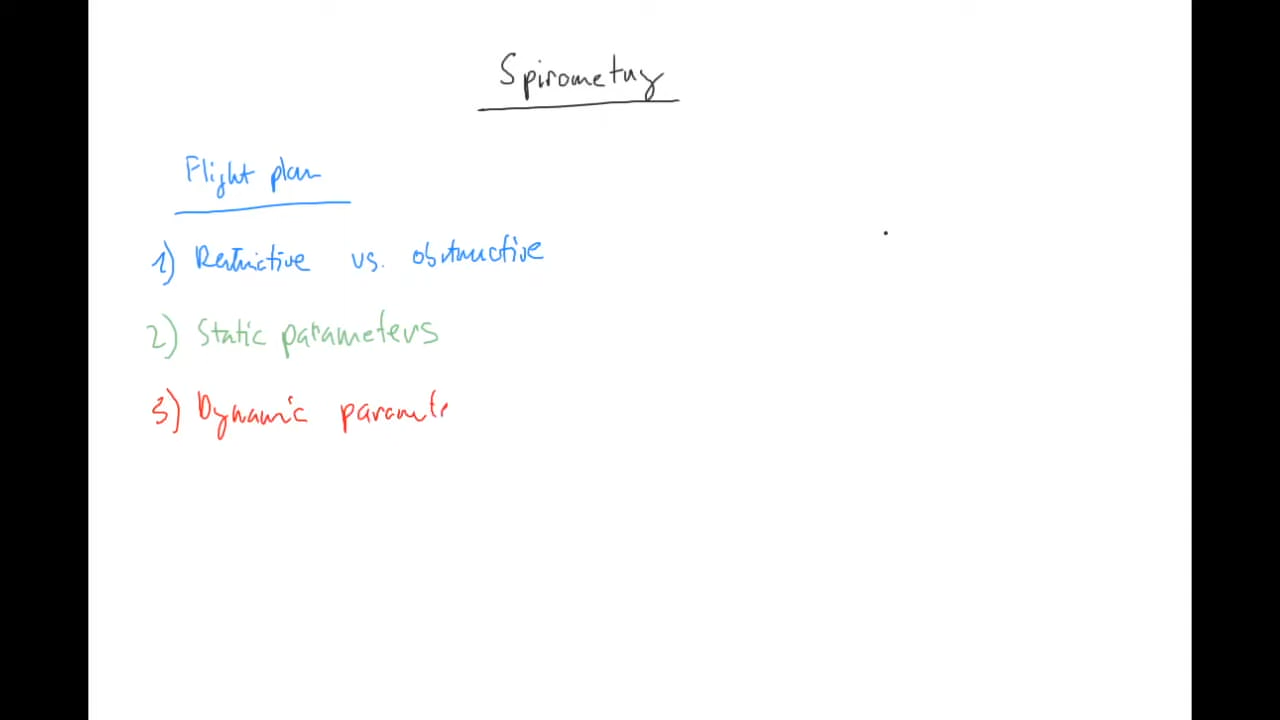 Spirometry
Flight plan
1) Restrictive vs. obstructive
2) Static parameters
3) Dynamic paramete